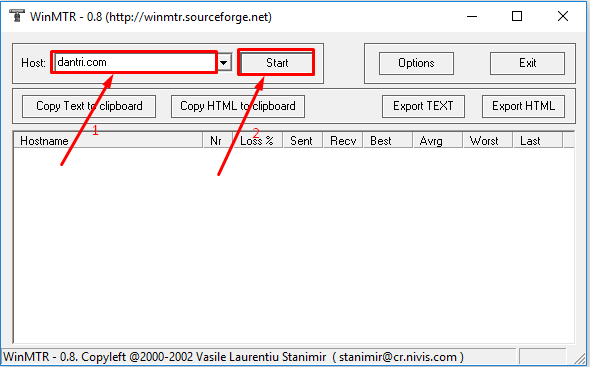 WinMTR - 0.8 (http://winmtr.sourceforge.net)
Host: dantri.com Start Options Exit
Copy Text to clipboard Copy HTML to clipboard Export TEXT Export HTML
1 2
Hostname Nr Loss % Sent Recv Best Avrg Worst Last
WinMTR - 0.8. Copyleft @2000-2002 Vasile Laurentiu Stanimir ( stanimir@cr.nivis.com )